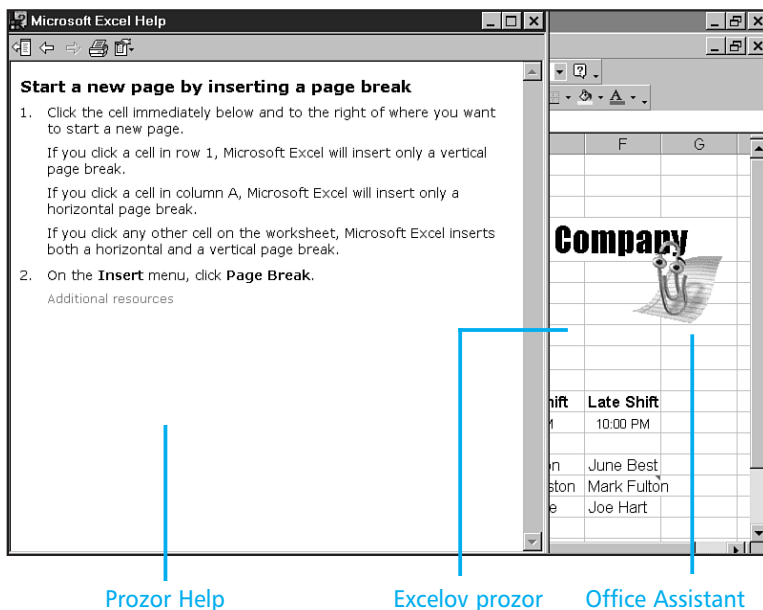 Microsoft Excel Help
Start a new page by inserting a page break
1. Click the cell immediately below and to the right of where you want
to start a new page.
If you click a cell in row 1, Microsoft Excel will insert only a vertical
page break.
If you click a cell in column A, Microsoft Excel will insert only a
horizontal page break.
If you click any other cell on the worksheet, Microsoft Excel inserts
both a horizontal and a vertical page break.
2. On the Insert menu, click Page Break.
Additional resources
F G
Company
Late Shift
10:00 PM
June Best
Mark Fulton
Joe Hart
Prozor Help Excelov prozor Office Assistant